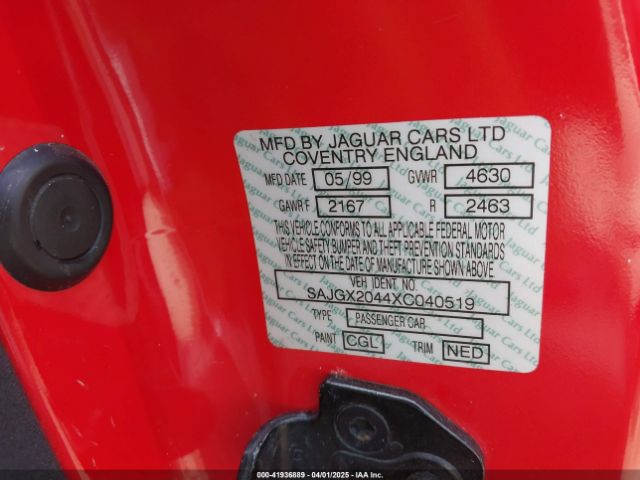 MFD BY JAGUAR CARS LTD
COVENTRY ENGLAND
MFD DATE 05/99 GVWR 4630
GAWR F 2167 R 2463
THIS VEHICLE CONFORMS TO ALL APPLICABLE FEDERAL MOTOR
VEHICLE SAFETY BUMPER AND THEFT PREVENTION STANDARDS
IN EFFECT ON THE DATE OF MANUFACTURE SHOWN ABOVE.
VEH IDENT. NO.
SAJGX2044XC040519
TYPE PASSENGER CAR
PAINT CGL TRIM NED
000-41936889 - 04/01/2025 - IAA Inc.